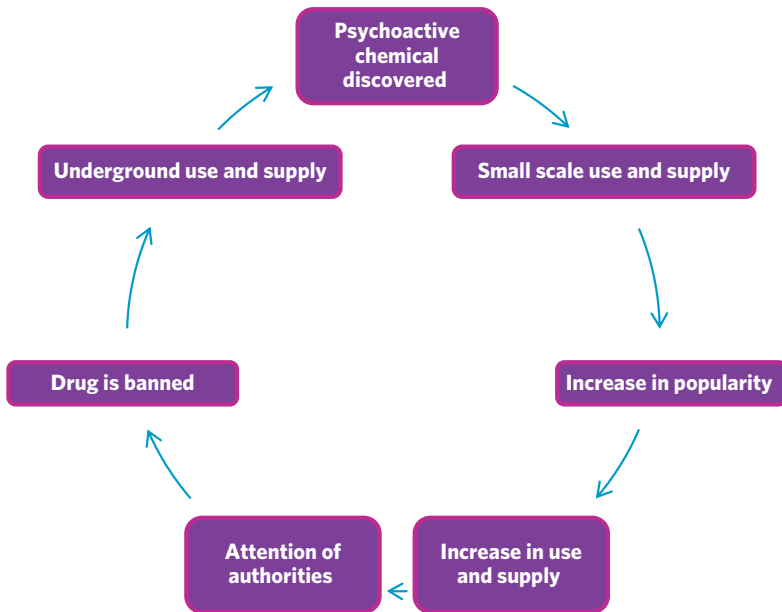 Psychoactive
chemical
discovered
Small scale use and supply
Increase in popularity
Increase in use
and supply
Attention of
authorities
Drug is banned
Underground use and supply